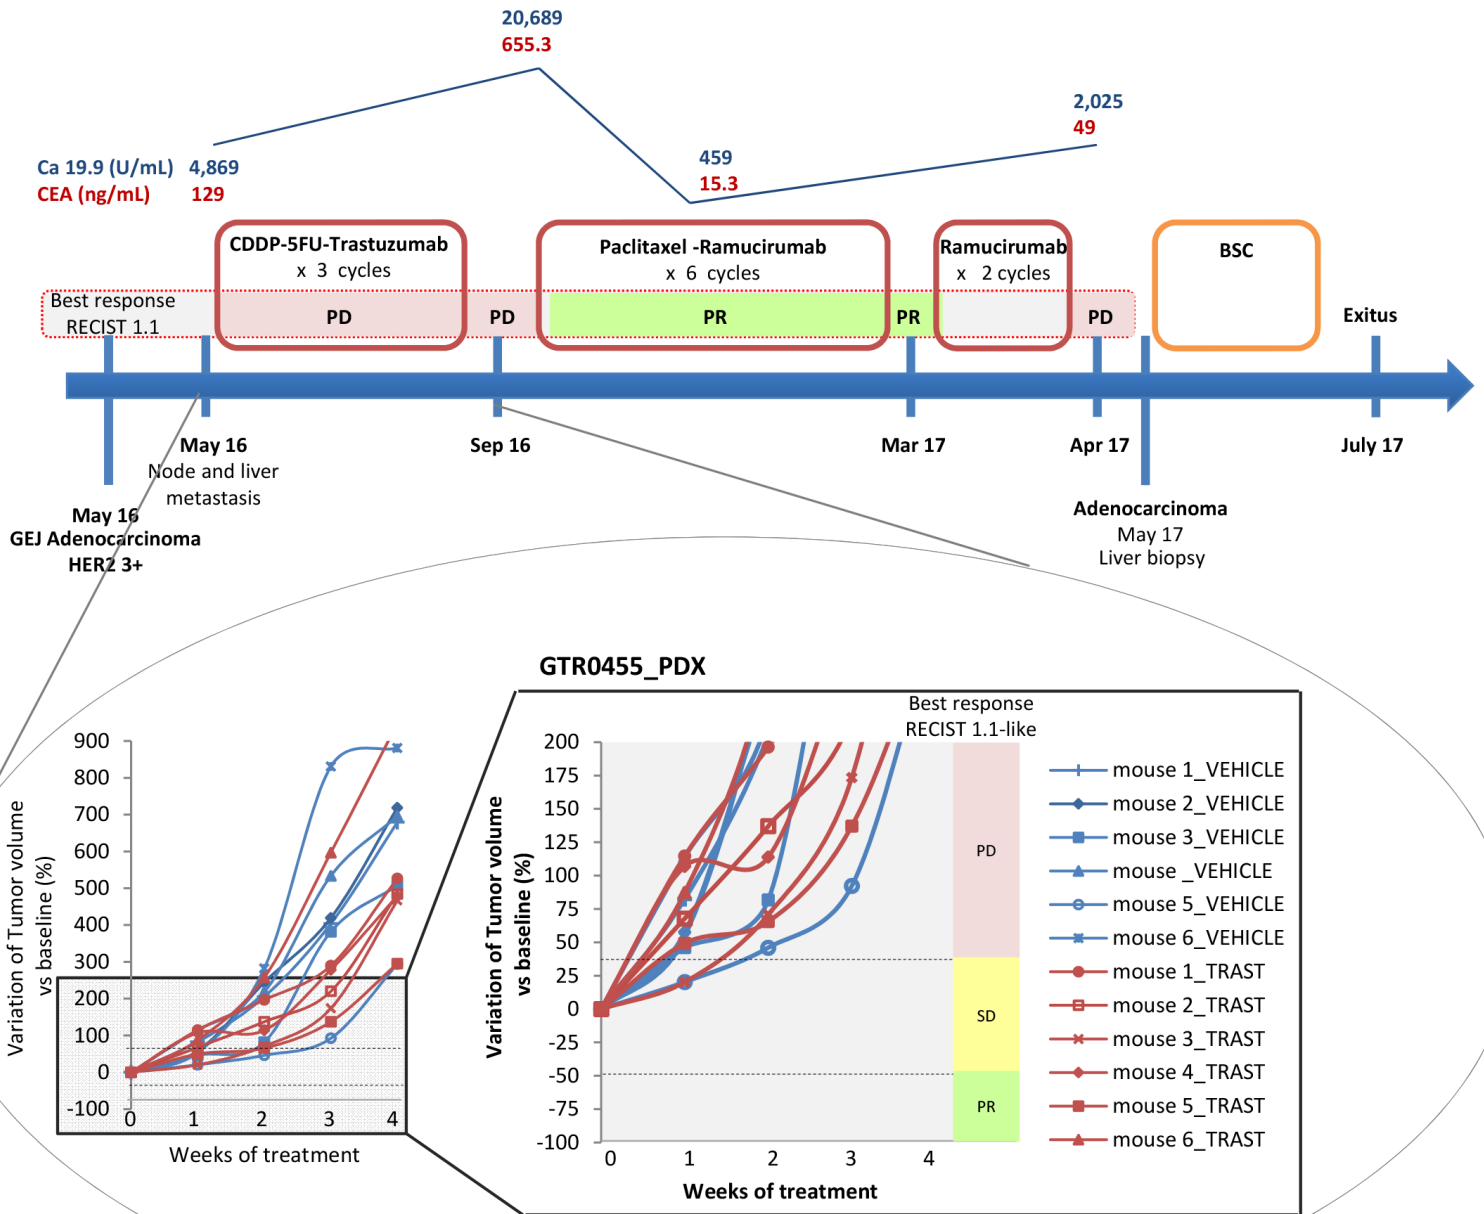 20,689
655.3
2,025
49
459
15.3
Ca 19.9 (U/mL) 4,869
CEA (ng/mL) 129
CDDP-5FU-Trastuzumab
x 3 cycles
Paclitaxel -Ramucirumab
x 6 cycles
Ramucirumab
x 2 cycles
BSC
Best response
RECIST 1.1
PD
PD
PR
PR
PD
Exitus
May 16
Node and liver
metastasis
Sep 16
Mar 17
Apr 17
July 17
May 16
GEJ Adenocarcinoma
HER2 3+
Adenocarcinoma
May 17
Liver biopsy
GTR0455_PDX
Variation of Tumor volume
vs baseline (%)
900
800
700
600
500
400
300
200
100
0
-100
0 1 2 3 4
Weeks of treatment
Best response
RECIST 1.1-like
Variation of Tumor volume
vs baseline (%)
200
175
150
125
100
75
50
25
0
-25
-50
-75
-100
PD
SD
PR
0 1 2 3 4
Weeks of treatment
mouse 1_VEHICLE
mouse 2_VEHICLE
mouse 3_VEHICLE
mouse _VEHICLE
mouse 5_VEHICLE
mouse 6_VEHICLE
mouse 1_TRAST
mouse 2_TRAST
mouse 3_TRAST
mouse 4_TRAST
mouse 5_TRAST
mouse 6_TRAST